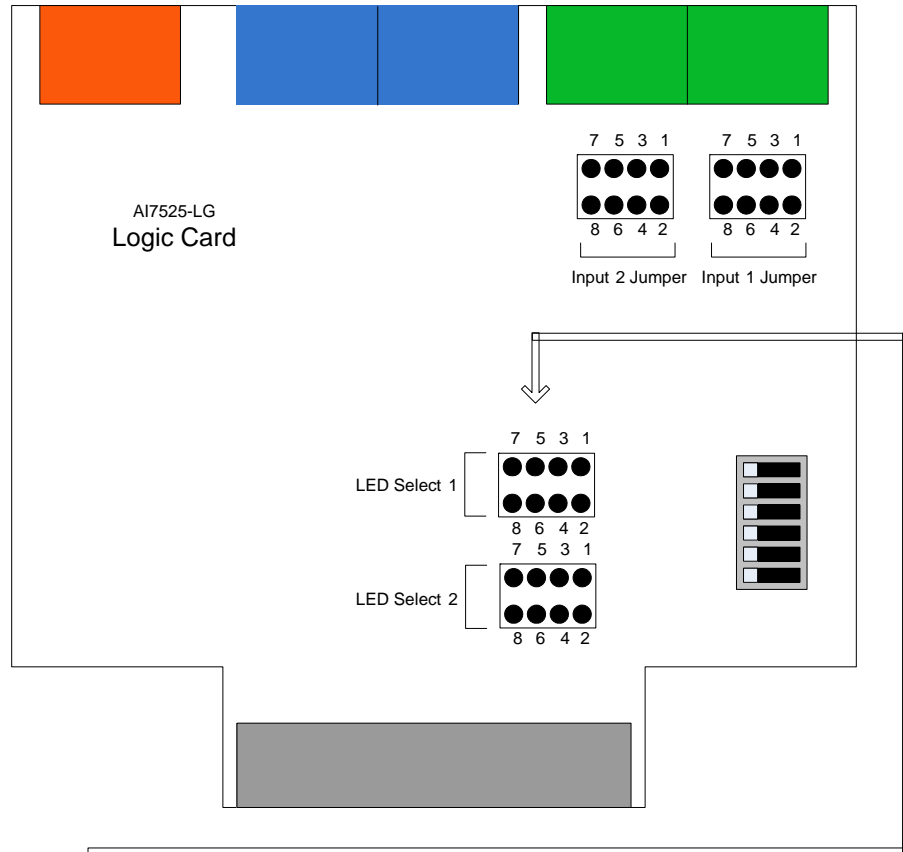 7 5 3 1 7 5 3 1
8 6 4 2 8 6 4 2
Input 2 Jumper Input 1 Jumper
AI7525-LG
Logic Card
7 5 3 1
LED Select 1
8 6 4 2
7 5 3 1
LED Select 2
8 6 4 2